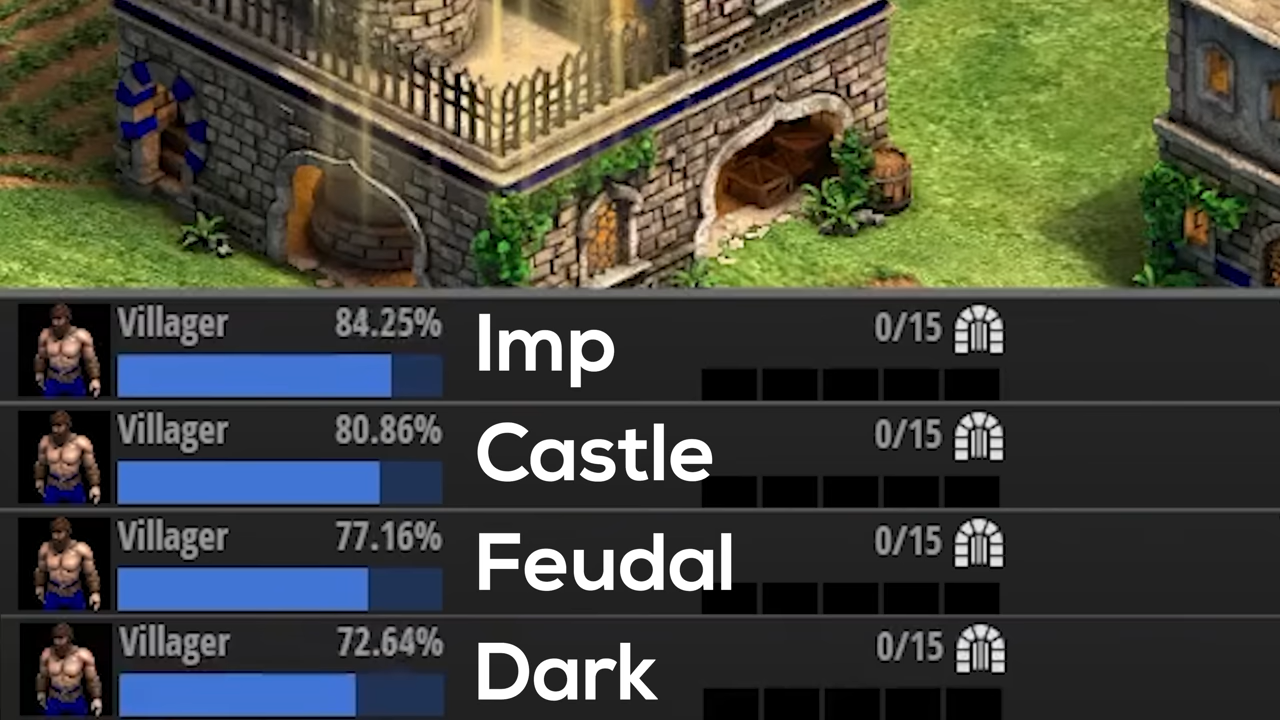 Villager 84.25% Imp 0/15
Villager 80.86% Castle 0/15
Villager 77.16% Feudal 0/15
Villager 72.64% Dark 0/15